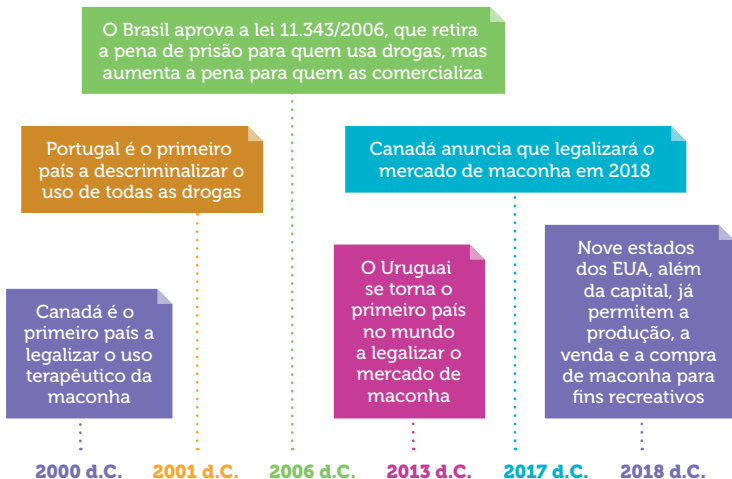 O Brasil aprova a lei 11.343/2006, que retira
a pena de prisão para quem usa drogas, mas
aumenta a pena para quem as comercializa
Portugal é o primeiro
país a descriminalizar o
uso de todas as drogas
Canadá anuncia que legalizará o
mercado de maconha em 2018
Canadá é o
primeiro país a
legalizar o uso
terapêutico da
maconha
O Uruguai
se torna o
primeiro país
no mundo
a legalizar o
mercado de
maconha
Nove estados
dos EUA, além
da capital, já
permitem a
produção, a
venda e a compra
de maconha para
fins recreativos
2000 d.C. 2001 d.C. 2006 d.C. 2013 d.C. 2017 d.C. 2018 d.C.